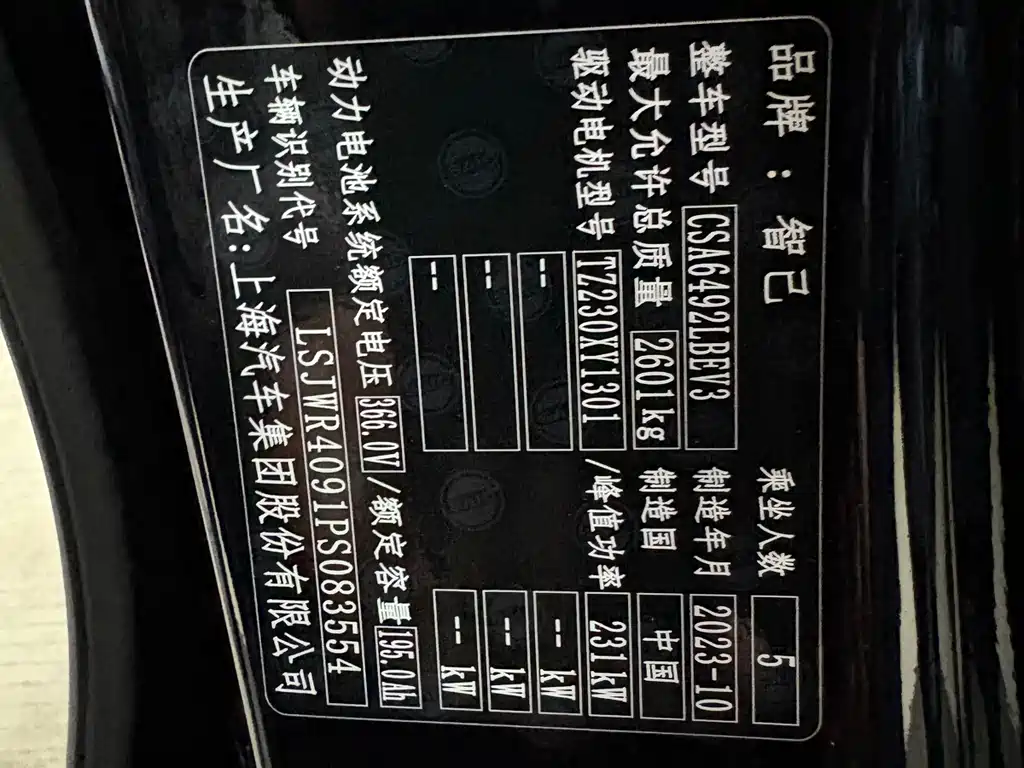 品牌：智己 乘坐人数 5
整车型号 CSA6492LBEV3 制造年月 2023-10
最大允许总质量 2601kg 制造国 中国
驱动电机型号 TZ230XY1301 /峰值功率 231kW
-- -- kW
-- -- kW
-- -- kW
动力电池系统额定电压 366.0V /额定容量 195.0Ah
车辆识别代号 LSJWR4091PS083554
生产厂名:上海汽车集团股份有限公司